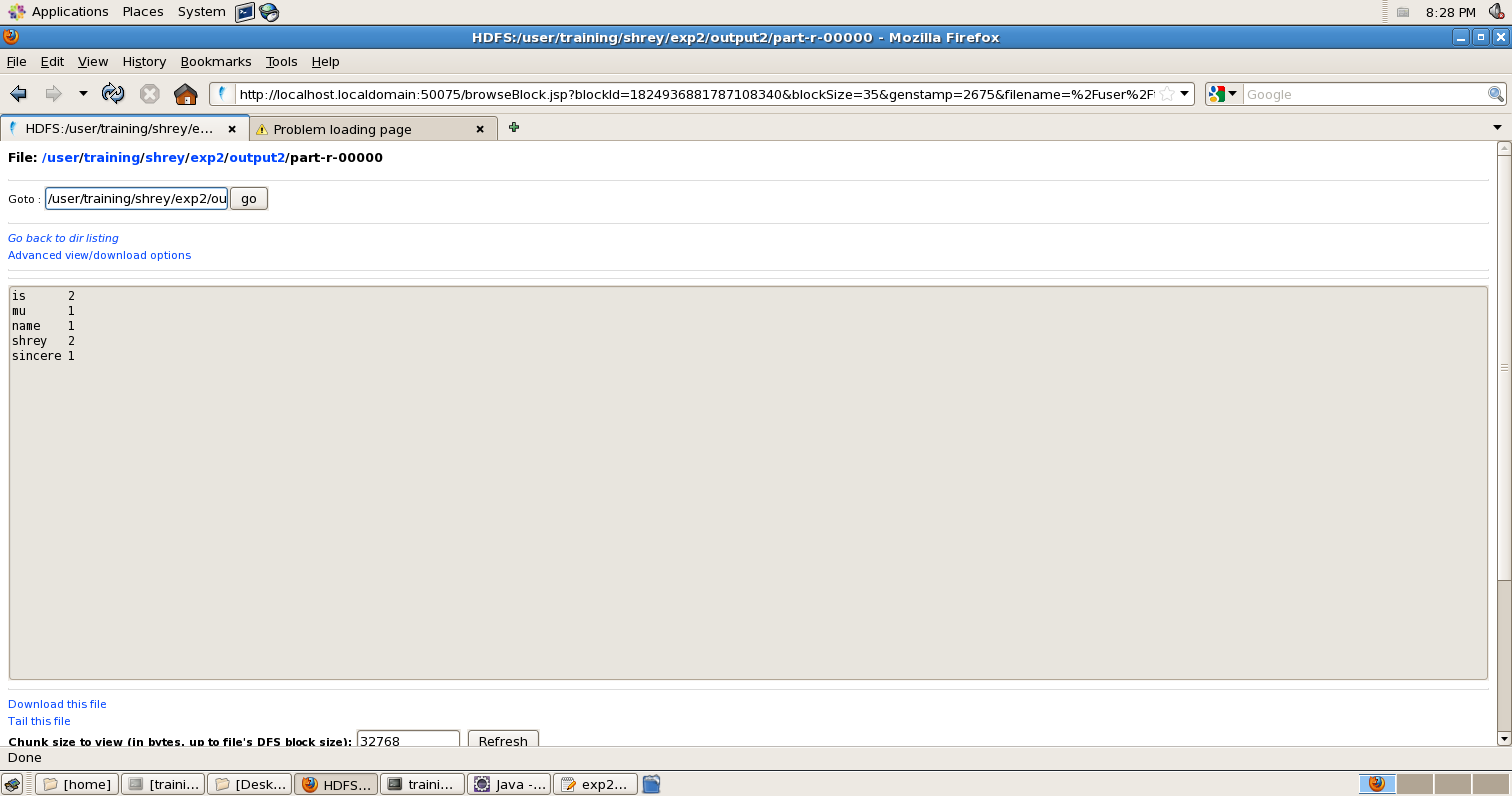 Applications Places System 8:28 PM
HDFS:/user/training/shrey/exp2/output2/part-r-00000 - Mozilla Firefox
File Edit View History Bookmarks Tools Help
http://localhost.localdomain:50075/browseBlock.jsp?blockId=1824936881787108340&blockSize=35&genstamp=2675&filename=%2Fuser%2F Google
HDFS:/user/training/shrey/e... Problem loading page
File: /user/training/shrey/exp2/output2/part-r-00000
Goto : /user/training/shrey/exp2/ou go
Go back to dir listing
Advanced view/download options
is 2
mu 1
name 1
shrey 2
sincere 1
Download this file
Tail this file
Chunk size to view (in bytes, up to file's DFS block size): 32768 Refresh
Done
[home] [traini... [Desk... HDFS... traini... Java -... exp2...